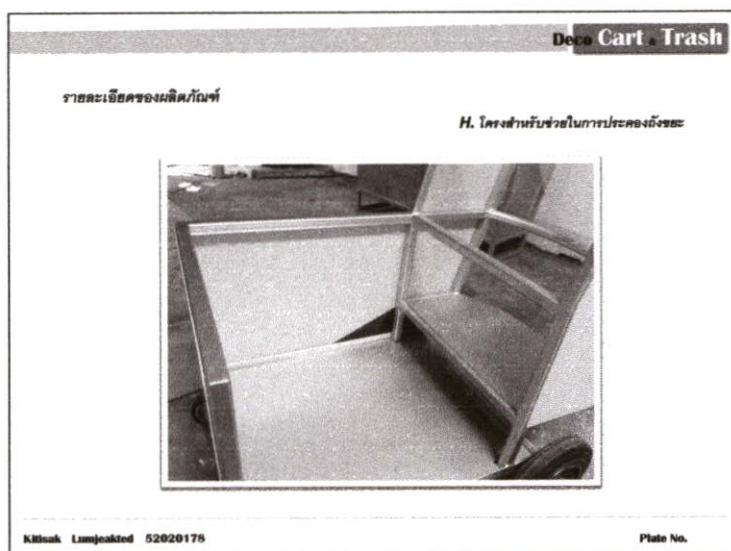 Deco Cart & Trash
รายละเอียดของผลิตภัณฑ์
H. โครงสำหรับช่วยในการประคองถังขยะ
Kitisak Lumjeakted 52020178
Plate No.